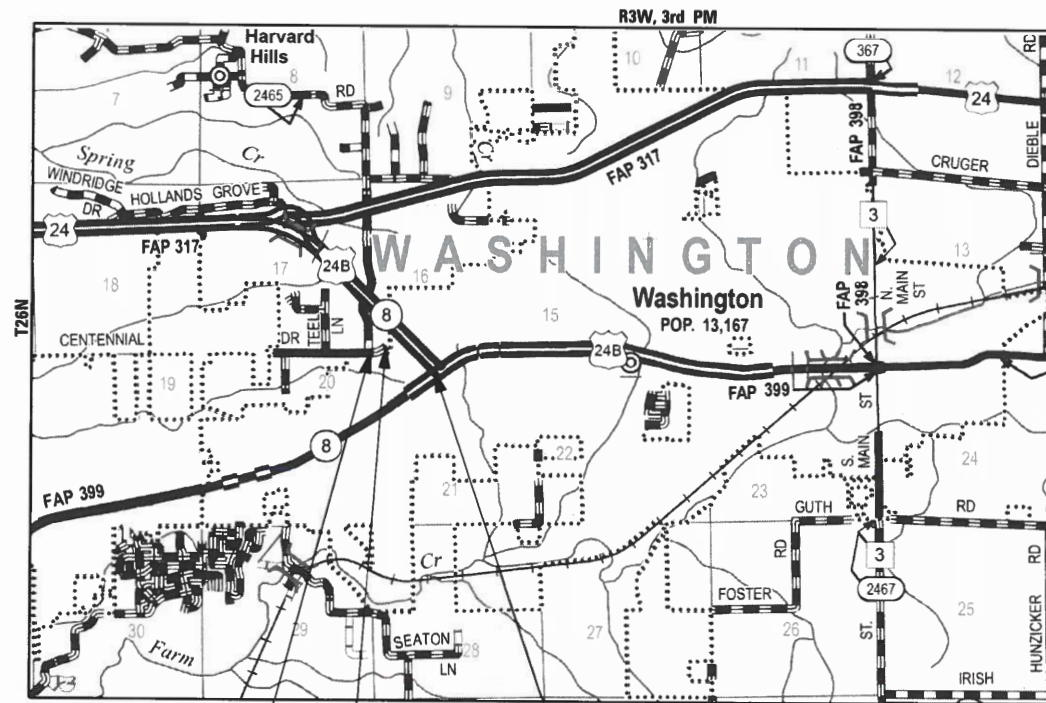 R3W, 3rd PM
Harvard
Hills
7
8
9
10
11
12
367
24
2465
RD
RD
FAP 398
FAP 317
DIEBLE
CRUGER
Spring
Cr
Cr
WINDRIDGE
DR
HOLLANDS GROVE
24
FAP 317
3
18
17
24B
WASHINGTON
16
13
T26N
TEEL
LN
8
15
Washington
POP. 13,167
FAP 398
N.
MAIN
ST
CENTENNIAL
DR
24B
19
20
FAP 399
ST
8
S. MAIN
22
24
FAP 399
21
23
GUTH
RD
RD
RD
3
Cr
2467
FOSTER
30
29
ST.
25
HUNZICKER
SEATON
LN
28
27
26
Farm
IRISH